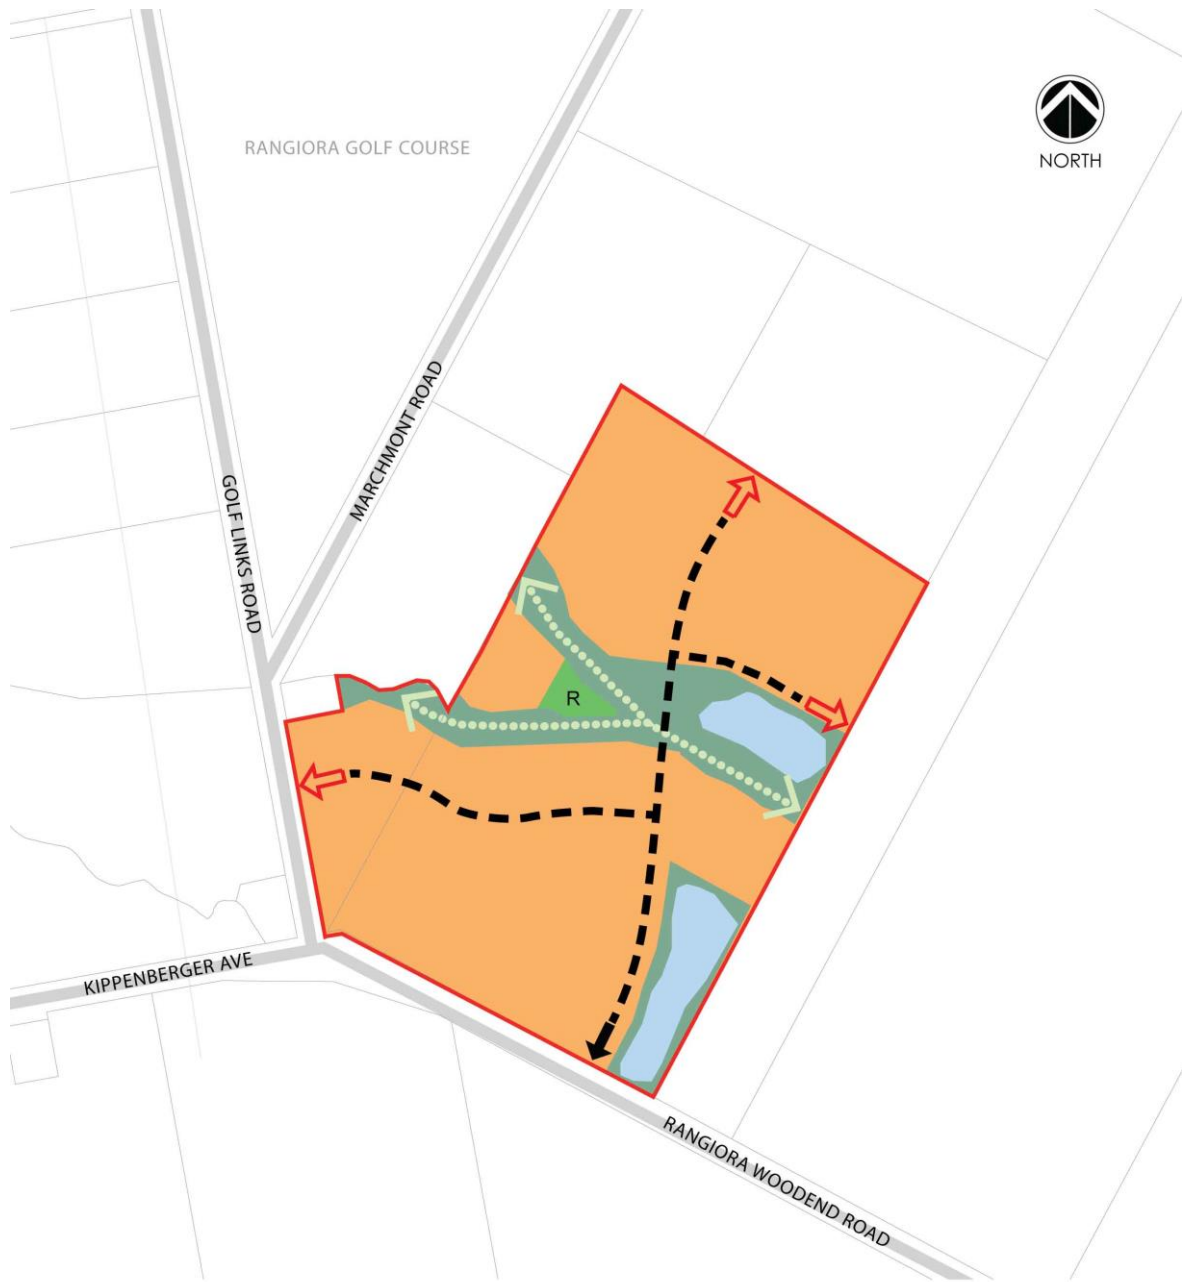 RANGIORA GOLF COURSE
NORTH
MARCHMONT ROAD
GOLF LINKS ROAD
R
KIPPENBERGER AVE
RANGIORA WOODEND ROAD